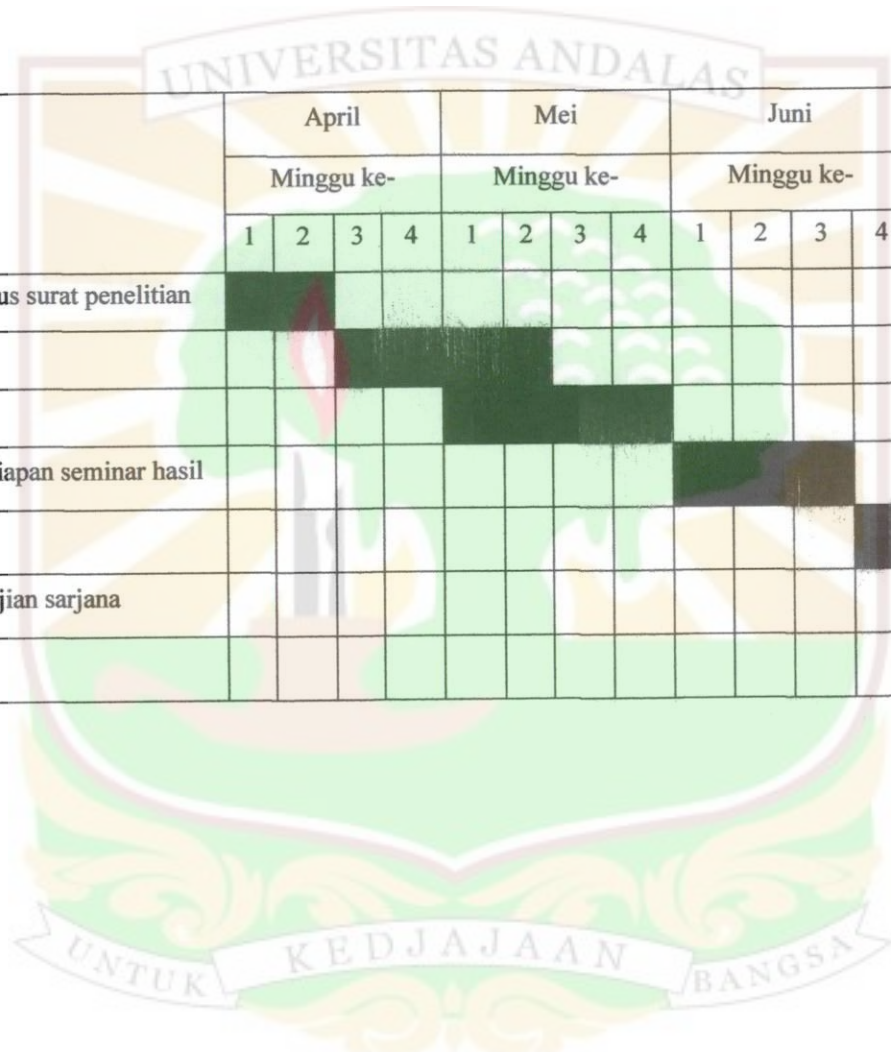 UNIVERSITAS ANDALAS
April Mei Juni
Minggu ke- Minggu ke- Minggu ke-
1 2 3 4 1 2 3 4 1 2 3 4
us surat penelitian
iapan seminar hasil
jian sarjana
UNTUK KEDJAJAAN BANGSA